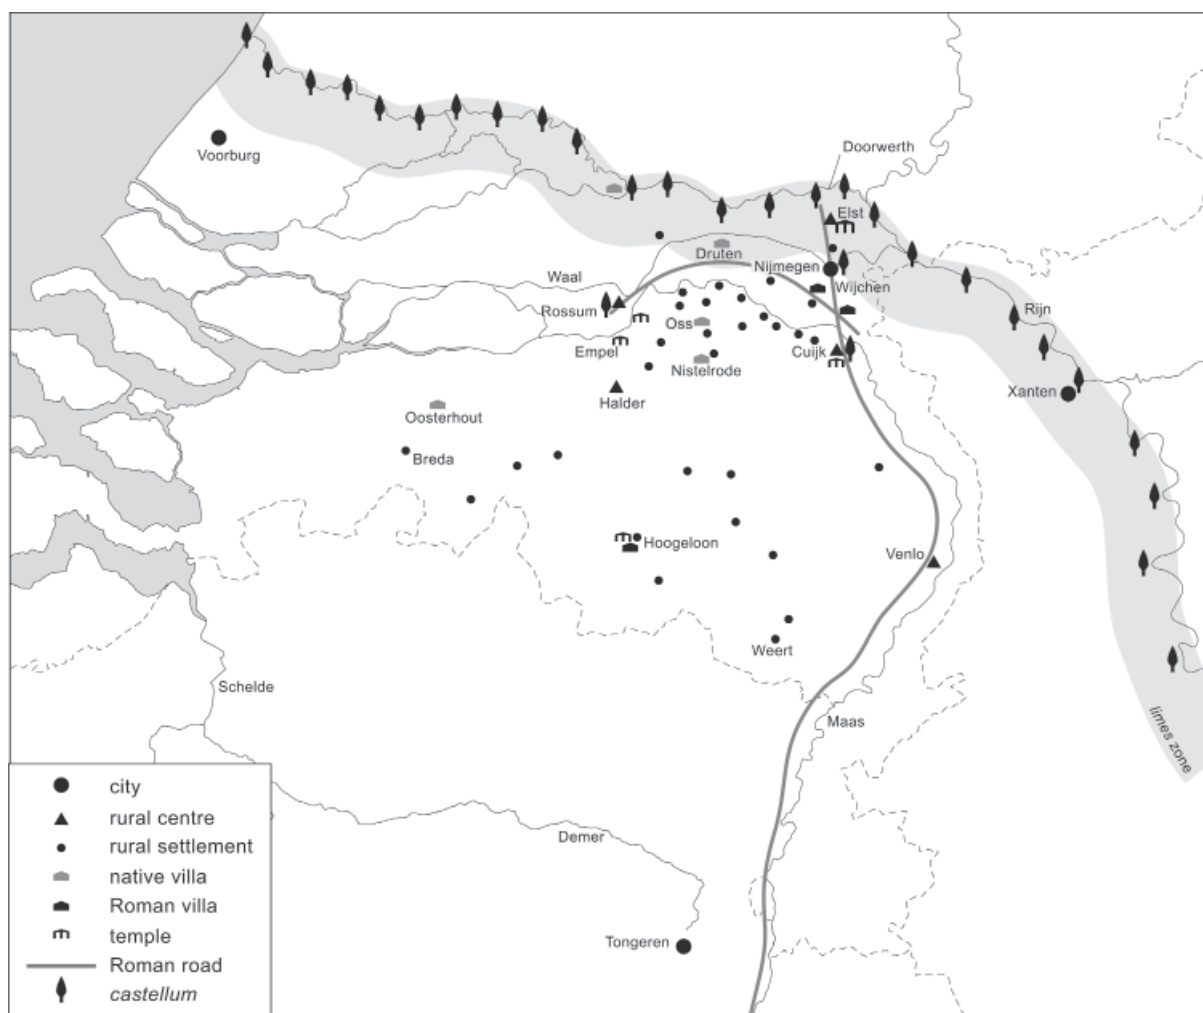 Doorwerth
Voorburg
Elst
Druten
Nijmegen
Waal
Wijchen
Rossum
Rijn
Oss
Empel
Cuijk
Nistelrode
Xanten
Halder
Oosterhout
Breda
Hoogeloon
Venlo
Weert
Schelde
Maas
limes zone
Demer
Tongeren
city
rural centre
rural settlement
native villa
Roman villa
temple
Roman road
castellum